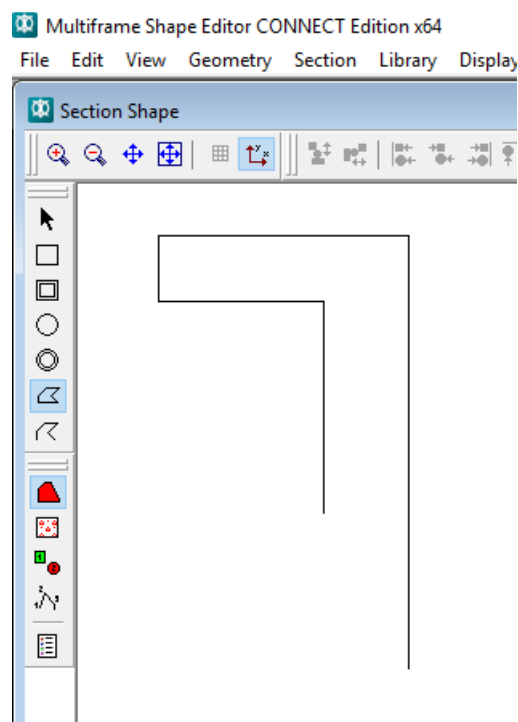 Multiframe Shape Editor CONNECT Edition x64
File Edit View Geometry Section Library Display
Section Shape